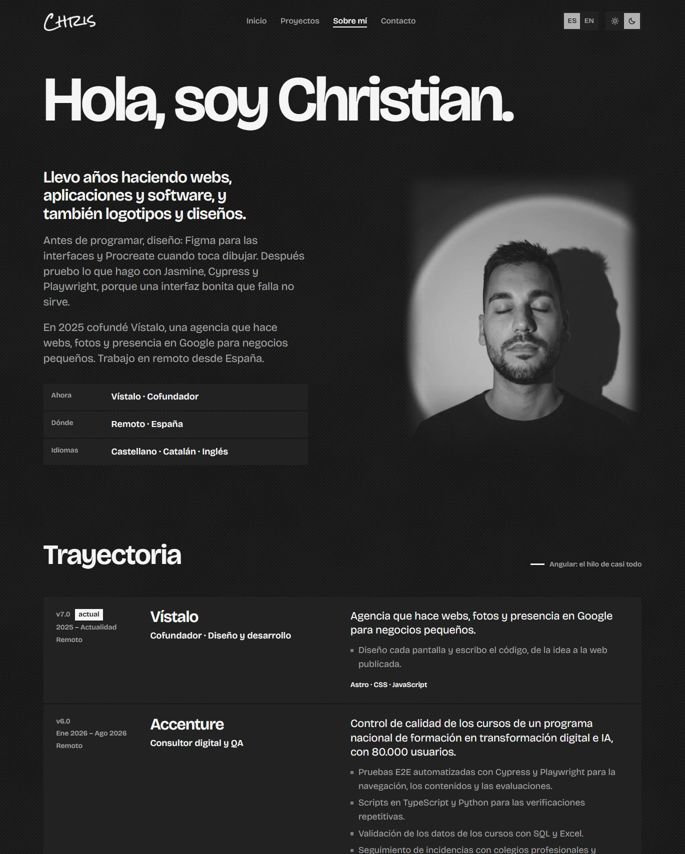 CHRIS
Inicio Proyectos Sobre mí Contacto
ES EN
Hola, soy Christian.
Llevo años haciendo webs,
aplicaciones y software, y
también logotipos y diseños.
Antes de programar, diseño: Figma para las
interfaces y Procreate cuando toca dibujar. Después
pruebo lo que hago con Jasmine, Cypress y
Playwright, porque una interfaz bonita que falla no
sirve.
En 2025 cofundé Vístalo, una agencia que hace
webs, fotos y presencia en Google para negocios
pequeños. Trabajo en remoto desde España.
Ahora Vístalo · Cofundador
Dónde Remoto · España
Idiomas Castellano · Catalán · Inglés
Trayectoria
Angular: el hilo de casi todo
v7.0 actual
2025 – Actualidad
Remoto
Vístalo
Cofundador · Diseño y desarrollo
Agencia que hace webs, fotos y presencia en Google
para negocios pequeños.
Diseño cada pantalla y escribo el código, de la idea a la web
publicada.
Astro · CSS · JavaScript
v6.0
Ene 2026 – Ago 2026
Remoto
Accenture
Consultor digital y QA
Control de calidad de los cursos de un programa
nacional de formación en transformación digital e IA,
con 80.000 usuarios.
Pruebas E2E automatizadas con Cypress y Playwright para la
navegación, los contenidos y las evaluaciones.
Scripts en TypeScript y Python para las verificaciones
repetitivas.
Validación de los datos de los cursos con SQL y Excel.
Seguimiento de incidencias con colegios profesionales y